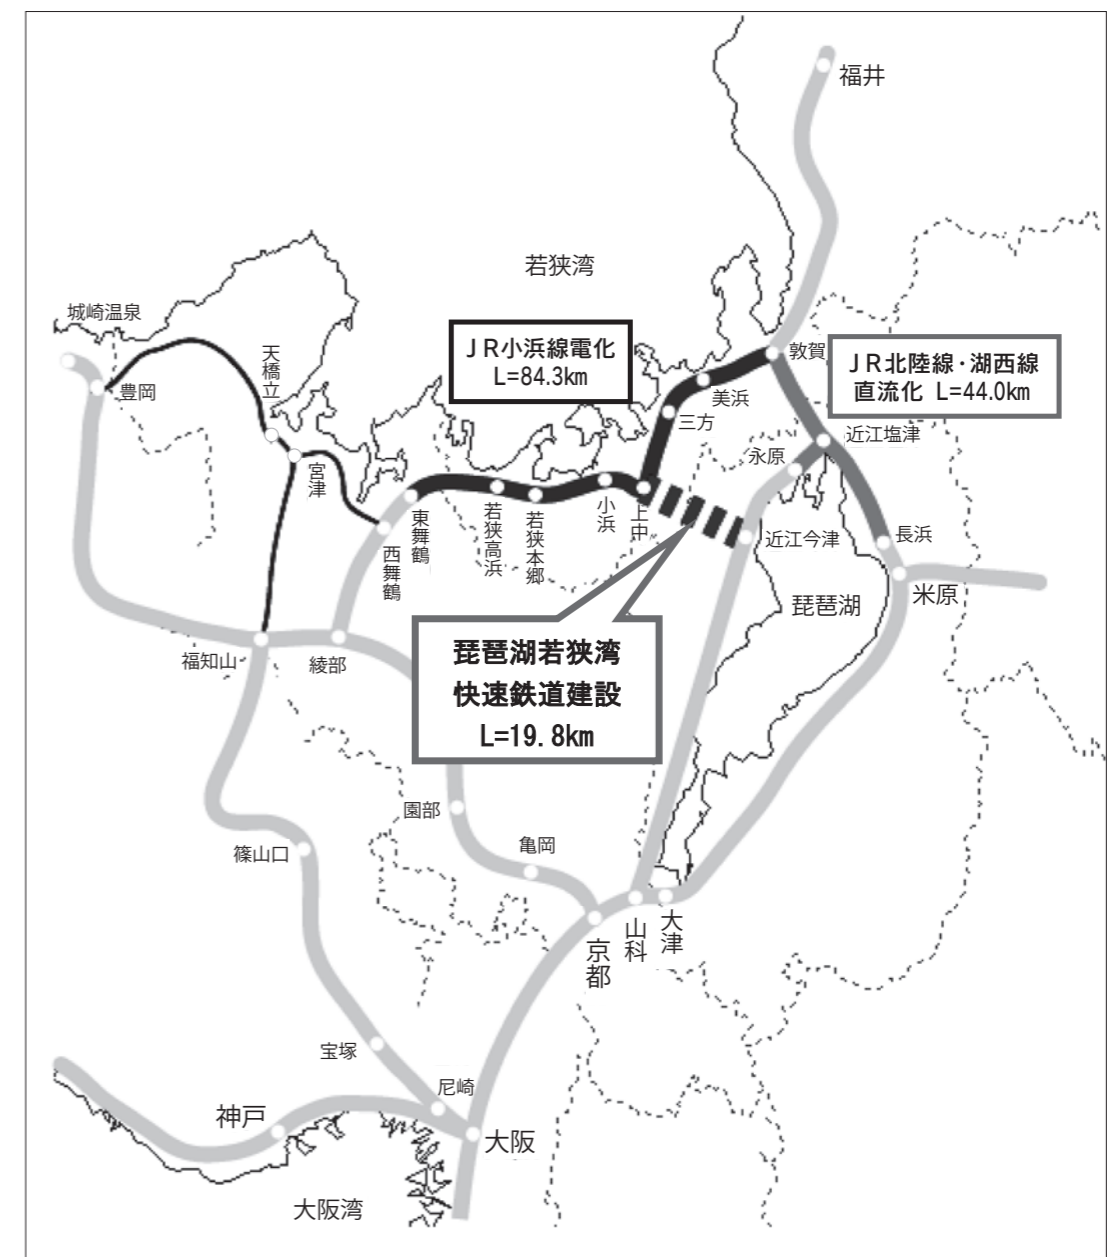 福井
若狭湾
城崎温泉
ＪＲ小浜線電化
L=84.3km
天橋立
敦賀
ＪＲ北陸線・湖西線
直流化 L=44.0km
豊岡
美浜
三方
近江塩津
永原
宮津
東舞鶴
若狭高浜
若狭本郷
小浜
上中
西舞鶴
近江今津
長浜
米原
琵琶湖
福知山
綾部
琵琶湖若狭湾
快速鉄道建設
L=19.8km
園部
亀岡
篠山口
京都
山科
大津
宝塚
尼崎
神戸
大阪
大阪湾